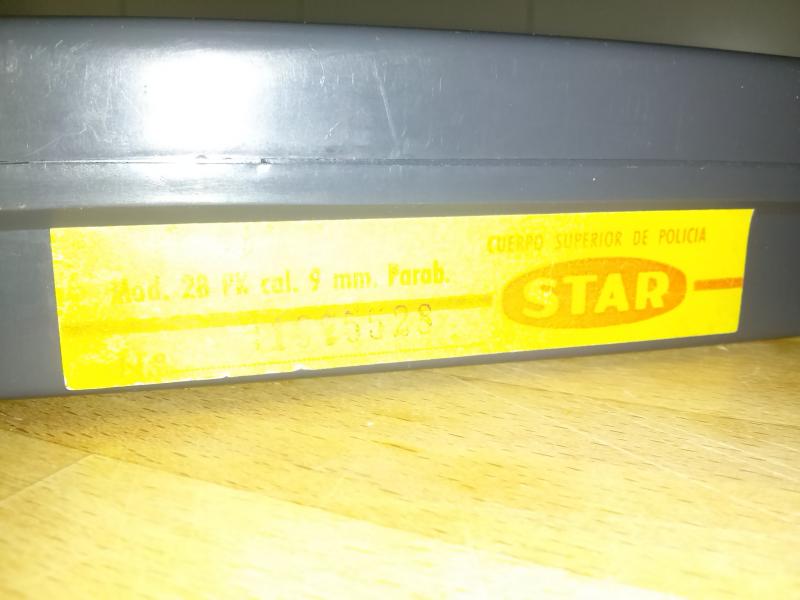 CUERPO SUPERIOR DE POLICIA
Mod. 28 PK cal. 9 mm. Parab.
STAR